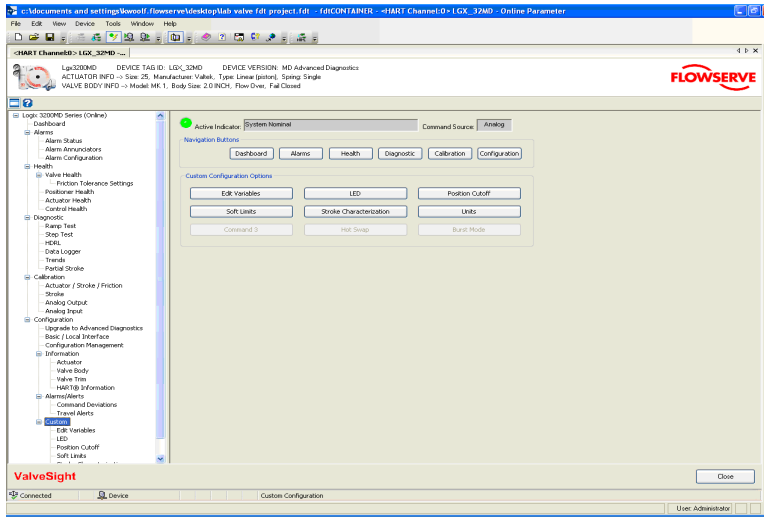 c:\documents and settings\kwoolf.flowserve\desktop\lab valve fdt project.fdt - fdtCONTAINER - <HART Channel:0> LGX_32MD - Online Parameter
File Edit View Device Tools Window Help
<HART Channel:0> LGX_32MD -...
Lgx3200MD DEVICE TAG ID: LGX_32MD DEVICE VERSION: MD Advanced Diagnostics
ACTUATOR INFO --> Size: 25, Manufacturer: Valtek, Type: Linear (piston), Spring: Single
VALVE BODY INFO --> Model: MK 1, Body Size: 2.0 INCH, Flow Over, Fail Closed
FLOWSERVE
Logix 3200MD Series (Online)
Dashboard
Alarms
Alarm Status
Alarm Annunciators
Alarm Configuration
Health
Valve Health
Friction Tolerance Settings
Positioner Health
Actuator Health
Control Health
Diagnostic
Ramp Test
Step Test
HDRL
Data Logger
Trends
Partial Stroke
Calibration
Actuator / Stroke / Friction
Stroke
Analog Output
Analog Input
Configuration
Upgrade to Advanced Diagnostics
Basic / Local Interface
Configuration Management
Information
Actuator
Valve Body
Valve Trim
HART® Information
Alarms/Alerts
Command Deviations
Travel Alerts
Custom
Edit Variables
LED
Position Cutoff
Soft Limits
Active Indicator: System Nominal Command Source: Analog
Navigation Buttons
Dashboard Alarms Health Diagnostic Calibration Configuration
Custom Configuration Options
Edit Variables LED Position Cutoff
Soft Limits Stroke Characterization Units
Command 3 Hot Swap Burst Mode
ValveSight
Close
Connected Device Custom Configuration
User: Administrator